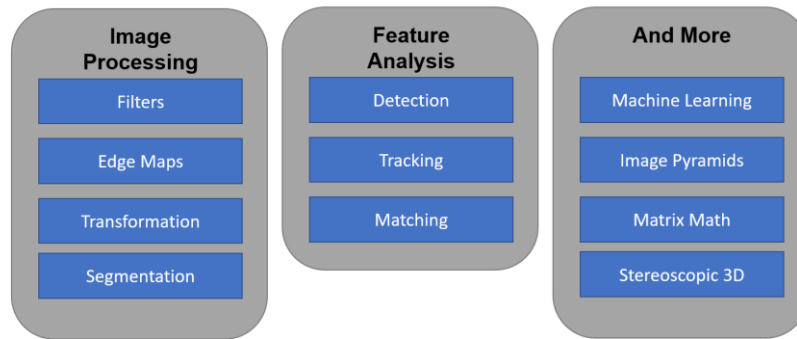 Image
Processing
Filters
Edge Maps
Transformation
Segmentation
Feature
Analysis
Detection
Tracking
Matching
And More
Machine Learning
Image Pyramids
Matrix Math
Stereoscopic 3D